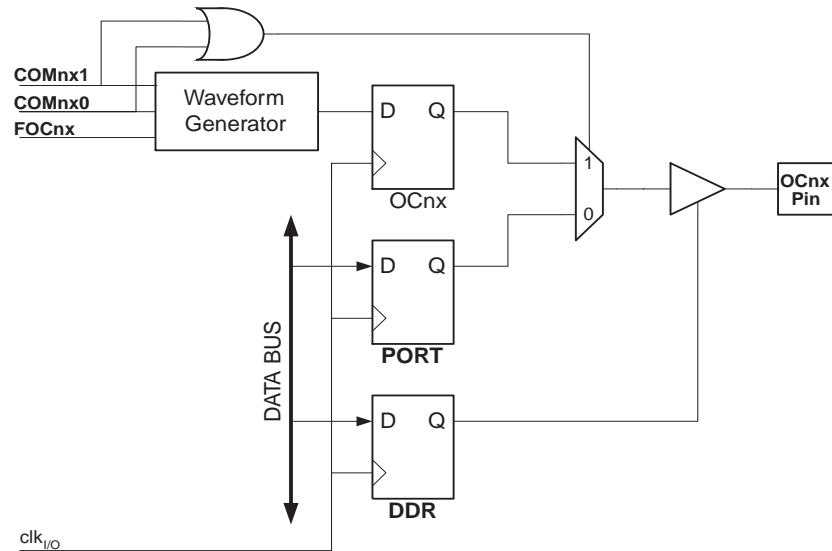 COMnx1
COMnx0
FOCnx
Waveform
Generator
D Q
OCnx
1
0
OCnx
Pin
D Q
PORT
DATA BUS
D Q
DDR
clkI/O